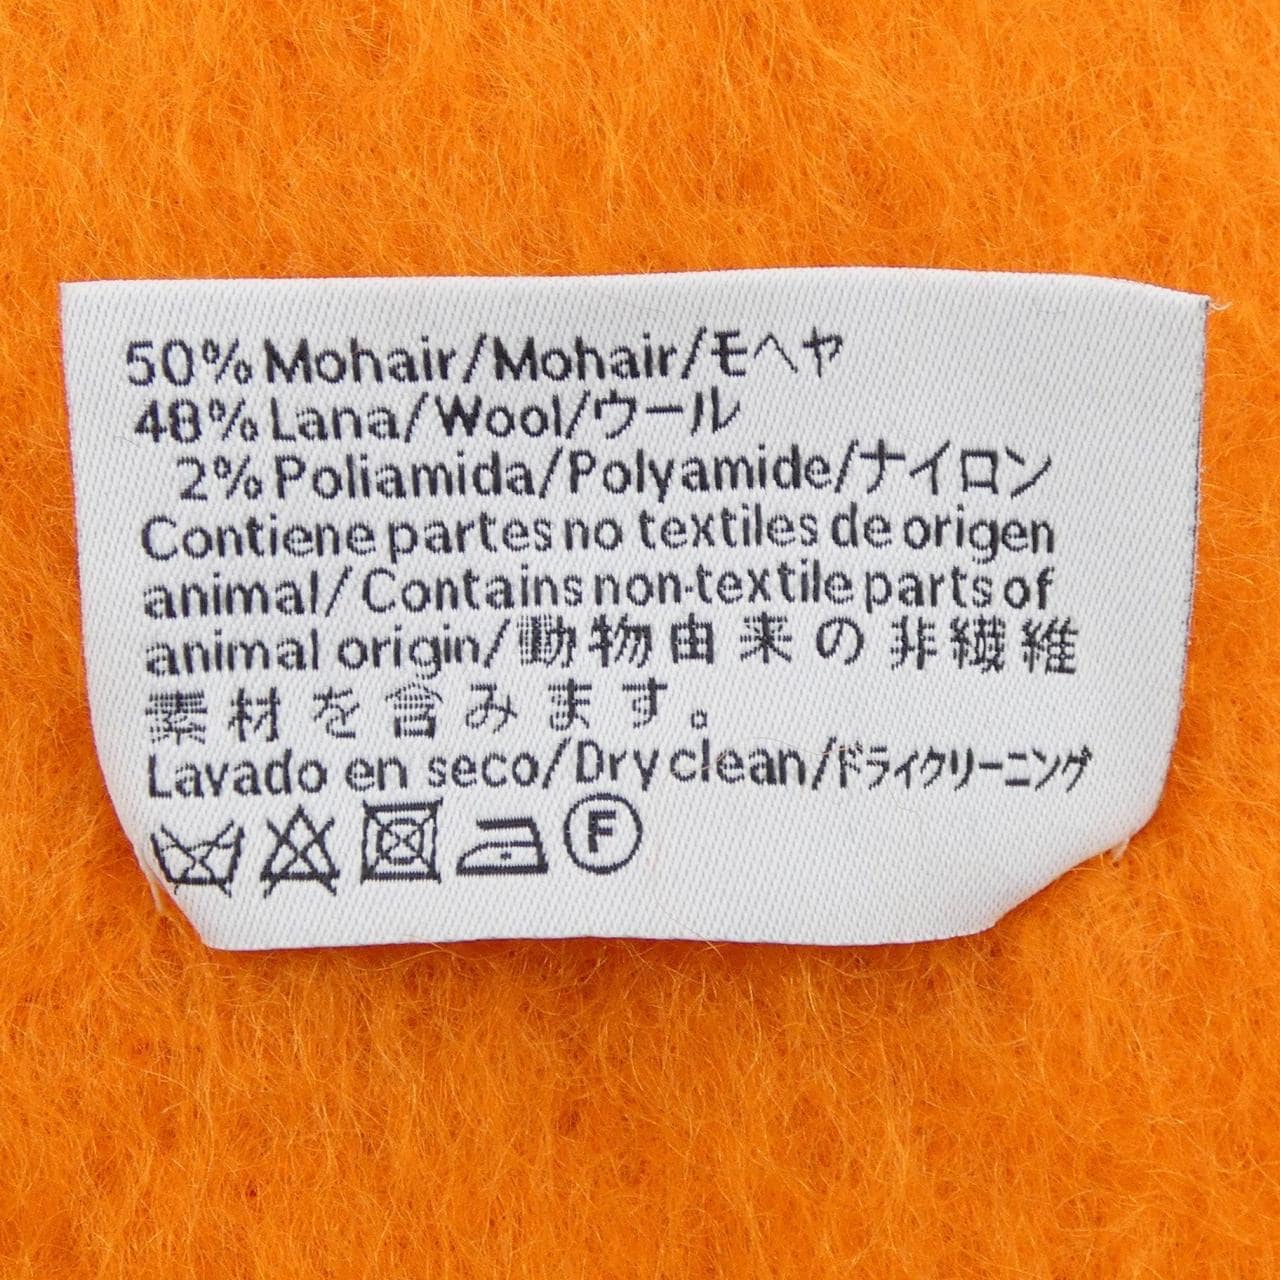 50% Mohair/Mohair/モヘヤ
48% Lana/Wool/ウール
2% Poliamida/Polyamide/ナイロン
Contiene partes no textiles de origen
animal/Contains non-textile parts of
animal origin/動物由来の非繊維
素材を含みます。
Lavado en seco/Dry clean/ドライクリーニング
F